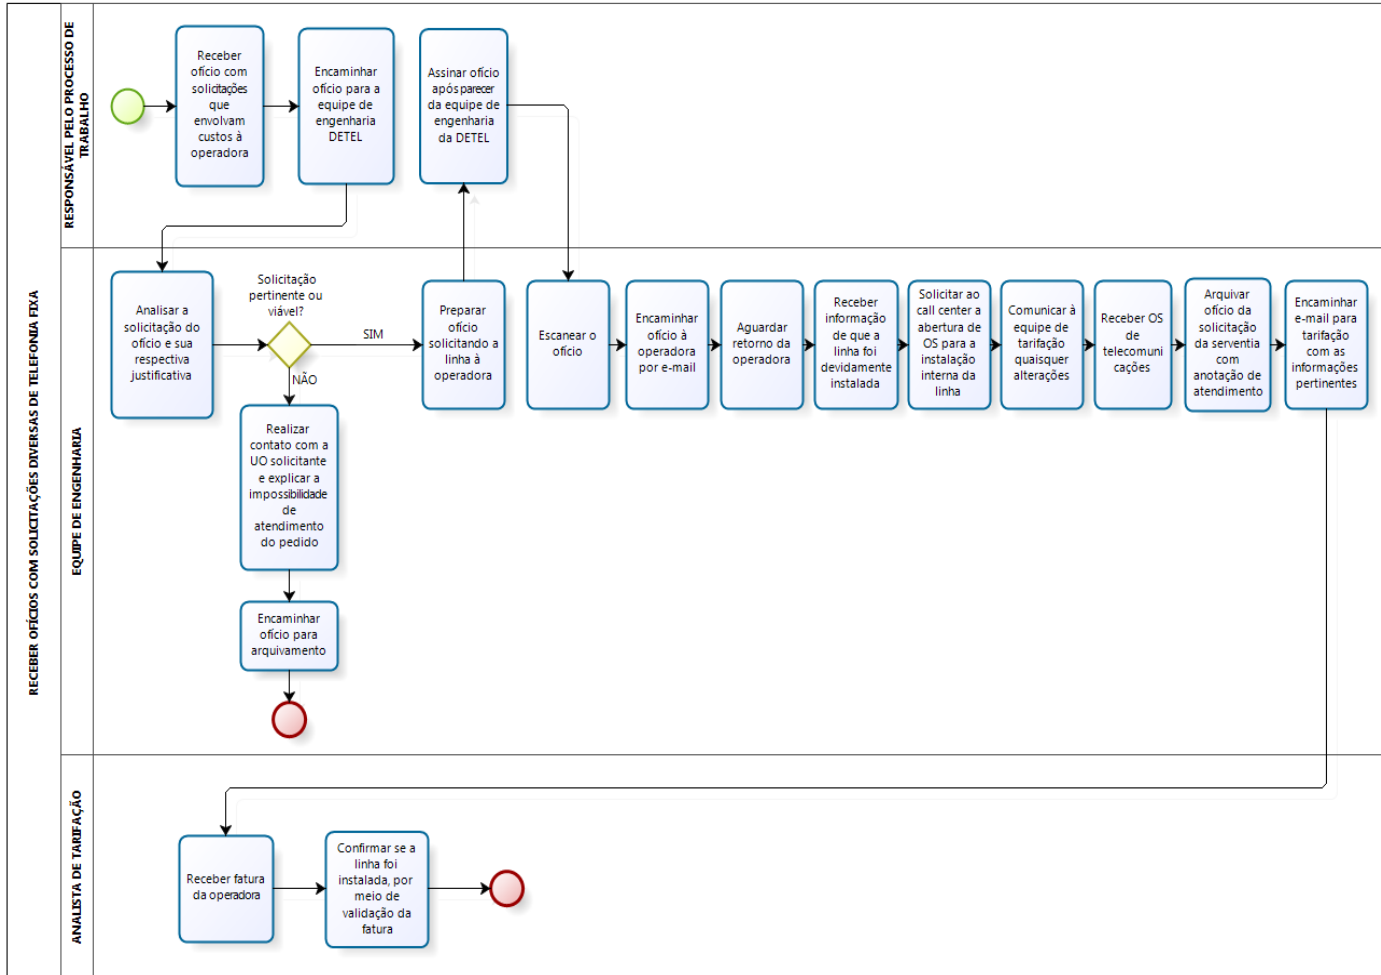 RECEBER OFÍCIOS COM SOLICITAÇÕES DIVERSAS DE TELEFONIA FIXA
RESPONSÁVEL PELO PROCESSO DE
TRABALHO
Receber
ofício com
solicitações
que
envolvam
custos à
operadora
Encaminhar
ofício para a
equipe de
engenharia
DETEL
Assinar ofício
após parecer
da equipe de
engenharia
da DETEL
EQUIPE DE ENGENHARIA
Analisar a
solicitação do
ofício e sua
respectiva
justificativa
Solicitação
pertinente ou
viável?
SIM
NÃO
Realizar
contato com a
UO solicitante
e explicar a
impossibilidade
de
atendimento
do pedido
Encaminhar
ofício para
arquivamento
Preparar
ofício
solicitando a
linha à
operadora
Escanear o
ofício
Encaminhar
ofício à
operadora
por e-mail
Aguardar
retorno da
operadora
Receber
informação
de que a
linha foi
devidamente
instalada
Solicitar ao
call center a
abertura de
OS para a
instalação
interna da
linha
Comunicar à
equipe de
tarifação
quaisquer
alterações
Receber OS
de
telecomuni
cações
Arquivar
ofício da
solicitação
da serventia
com
anotação de
atendimento
Encaminhar
e-mail para
tarifação
com as
informações
pertinentes
ANALISTA DE TARIFAÇÃO
Receber fatura
da operadora
Confirmar se a
linha foi
instalada, por
meio de
validação da
fatura